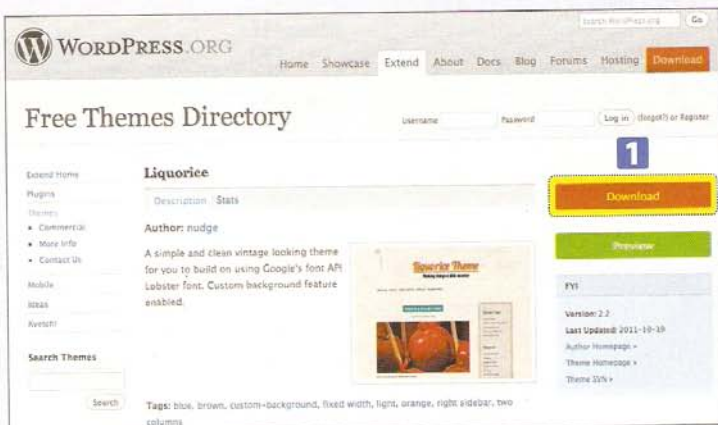 Search WordPress.org Go
WORDPRESS.ORG
Home Showcase Extend About Docs Blog Forums Hosting Download
Free Themes Directory
Username Password Log in (forgot?) or Register
1
Extend Home
Plugins
Themes
• Commercial
• More Info
• Contact Us
Mobile
Ideas
Kvetch!
Search Themes
Search
Liquorice
Description Stats
Author: nudge
A simple and clean vintage looking theme
for you to build on using Google's font API
Lobster font. Custom background feature
enabled.
Liquorice Theme
Tags: blue, brown, custom-background, fixed width, light, orange, right sidebar, two
columns
Download
Preview
FYI
Version: 2.2
Last Updated: 2011-10-19
Author Homepage »
Theme Homepage »
Theme SVN »